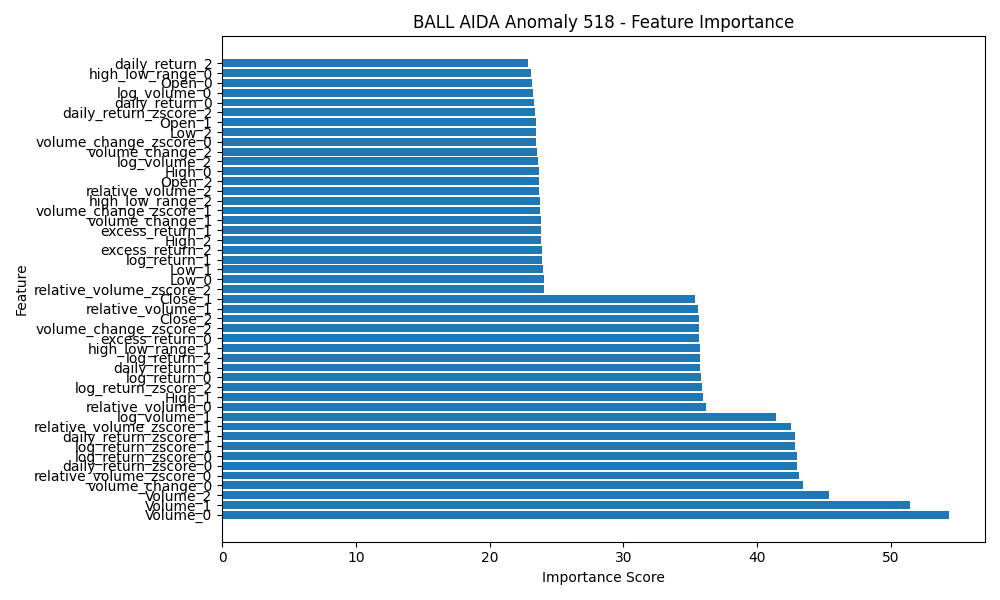 BALL AIDA Anomaly 518 - Feature Importance
daily_return_2
high_low_range_0
Open_0
log_volume_0
daily_return_0
daily_return_zscore_2
Open_1
Low_2
volume_change_zscore_0
volume_change_2
log_volume_2
High_0
Open_2
relative_volume_2
high_low_range_2
volume_change_zscore_1
volume_change_1
excess_return_1
High_2
excess_return_2
log_return_1
Low_1
Low_0
relative_volume_zscore_2
Close_1
relative_volume_1
Close_2
volume_change_zscore_2
excess_return_0
high_low_range_1
log_return_2
daily_return_1
log_return_0
log_return_zscore_2
High_1
relative_volume_0
log_volume_1
relative_volume_zscore_1
daily_return_zscore_1
log_return_zscore_1
log_return_zscore_0
daily_return_zscore_0
relative_volume_zscore_0
volume_change_0
Volume_2
Volume_1
Volume_0
Feature
0 10 20 30 40 50
Importance Score